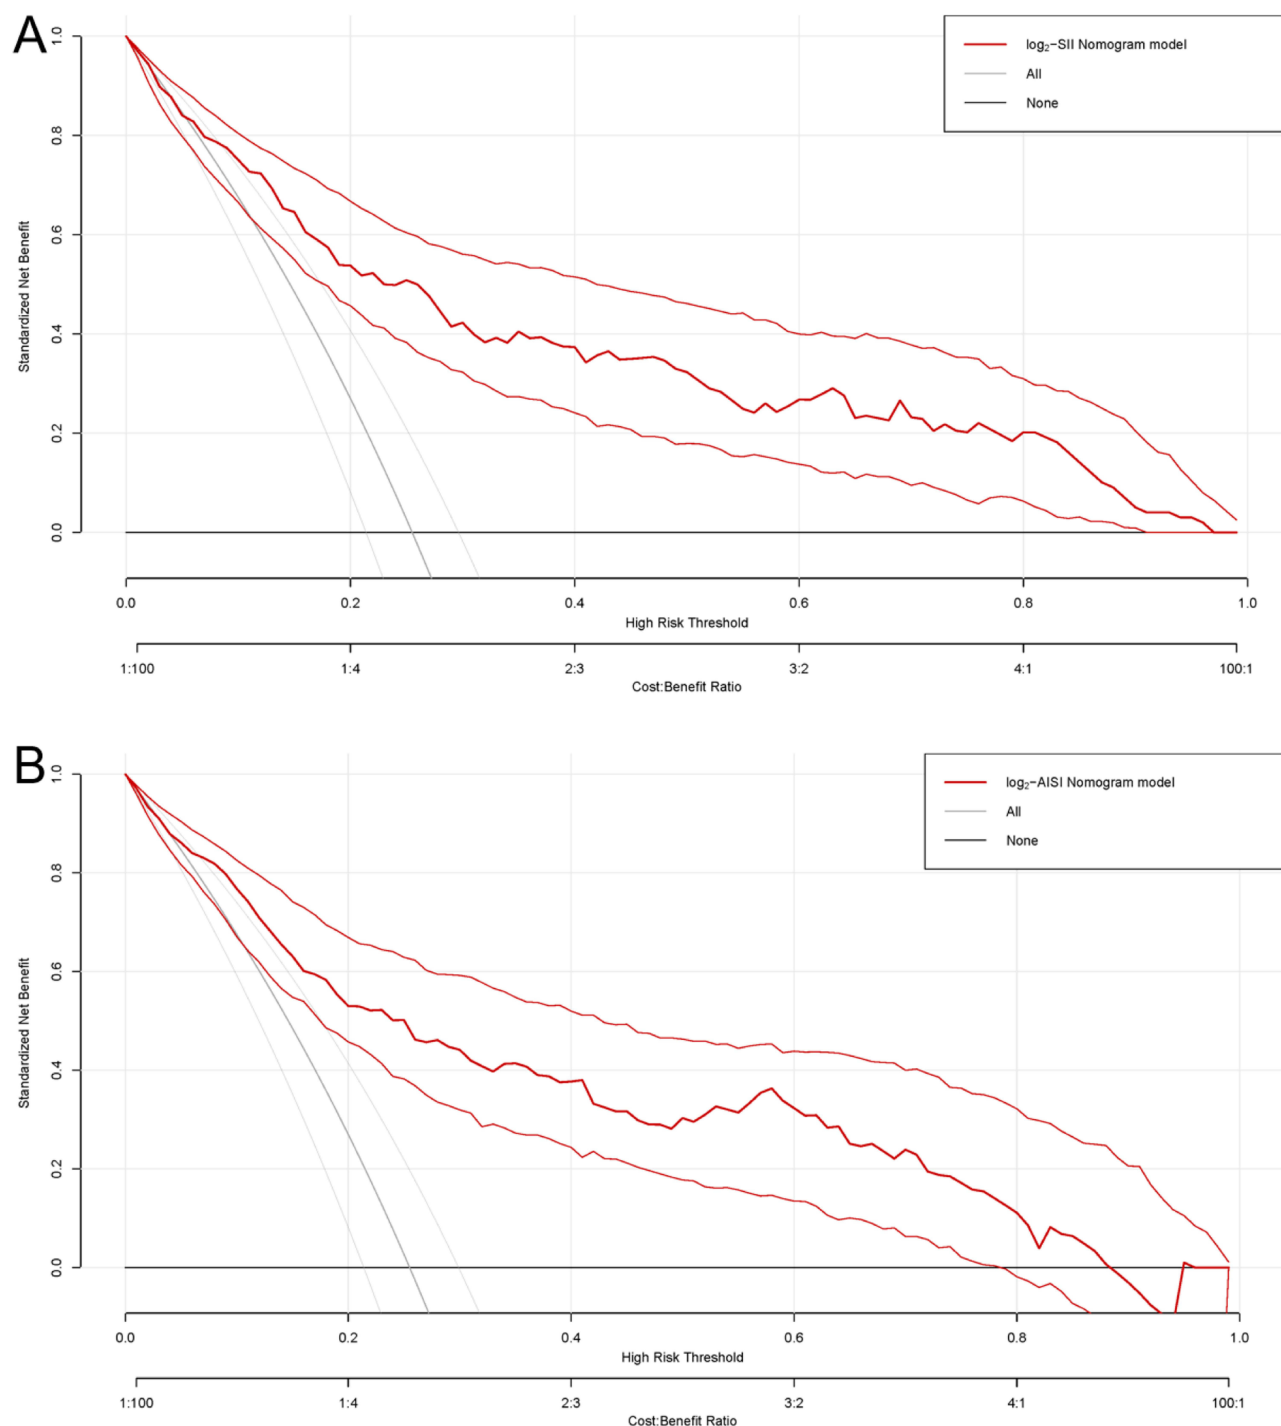 A
log₂−SII Nomogram model
All
None
Standardized Net Benefit
1.0
0.8
0.6
0.4
0.2
0.0
0.0 0.2 0.4 0.6 0.8 1.0
High Risk Threshold
1:100 1:4 2:3 3:2 4:1 100:1
Cost:Benefit Ratio
B
log₂−AISI Nomogram model
All
None
Standardized Net Benefit
1.0
0.8
0.6
0.4
0.2
0.0
0.0 0.2 0.4 0.6 0.8 1.0
High Risk Threshold
1:100 1:4 2:3 3:2 4:1 100:1
Cost:Benefit Ratio